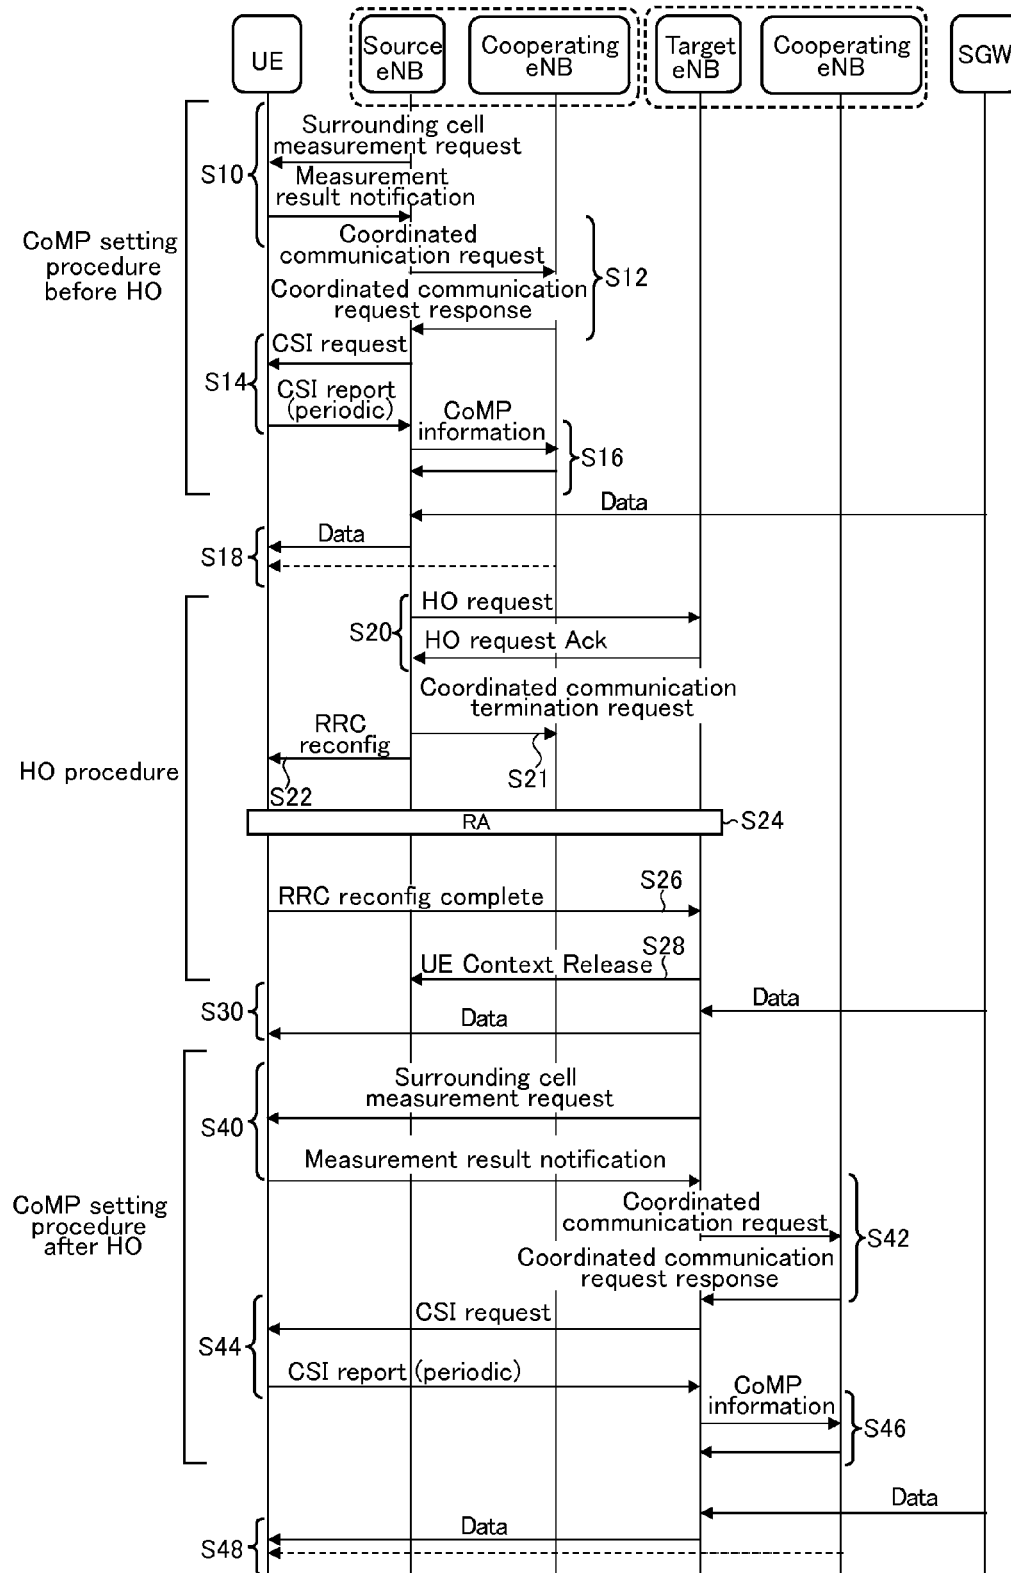 UE
Source
eNB
Cooperating
eNB
Target
eNB
Cooperating
eNB
SGW
Surrounding cell
measurement request
S10
Measurement
result notification
CoMP setting
procedure
before HO
Coordinated
communication request
S12
Coordinated communication
request response
CSI request
S14
CSI report
(periodic)
CoMP
information
S16
Data
Data
S18
HO request
S20
HO request Ack
Coordinated communication
termination request
RRC
reconfig
S21
S22
HO procedure
RA
S24
S26
RRC reconfig complete
S28
UE Context Release
S30
Data
Data
Surrounding cell
measurement request
S40
Measurement result notification
CoMP setting
procedure
after HO
Coordinated
communication request
S42
Coordinated communication
request response
CSI request
S44
CSI report (periodic)
CoMP
information
S46
Data
Data
S48